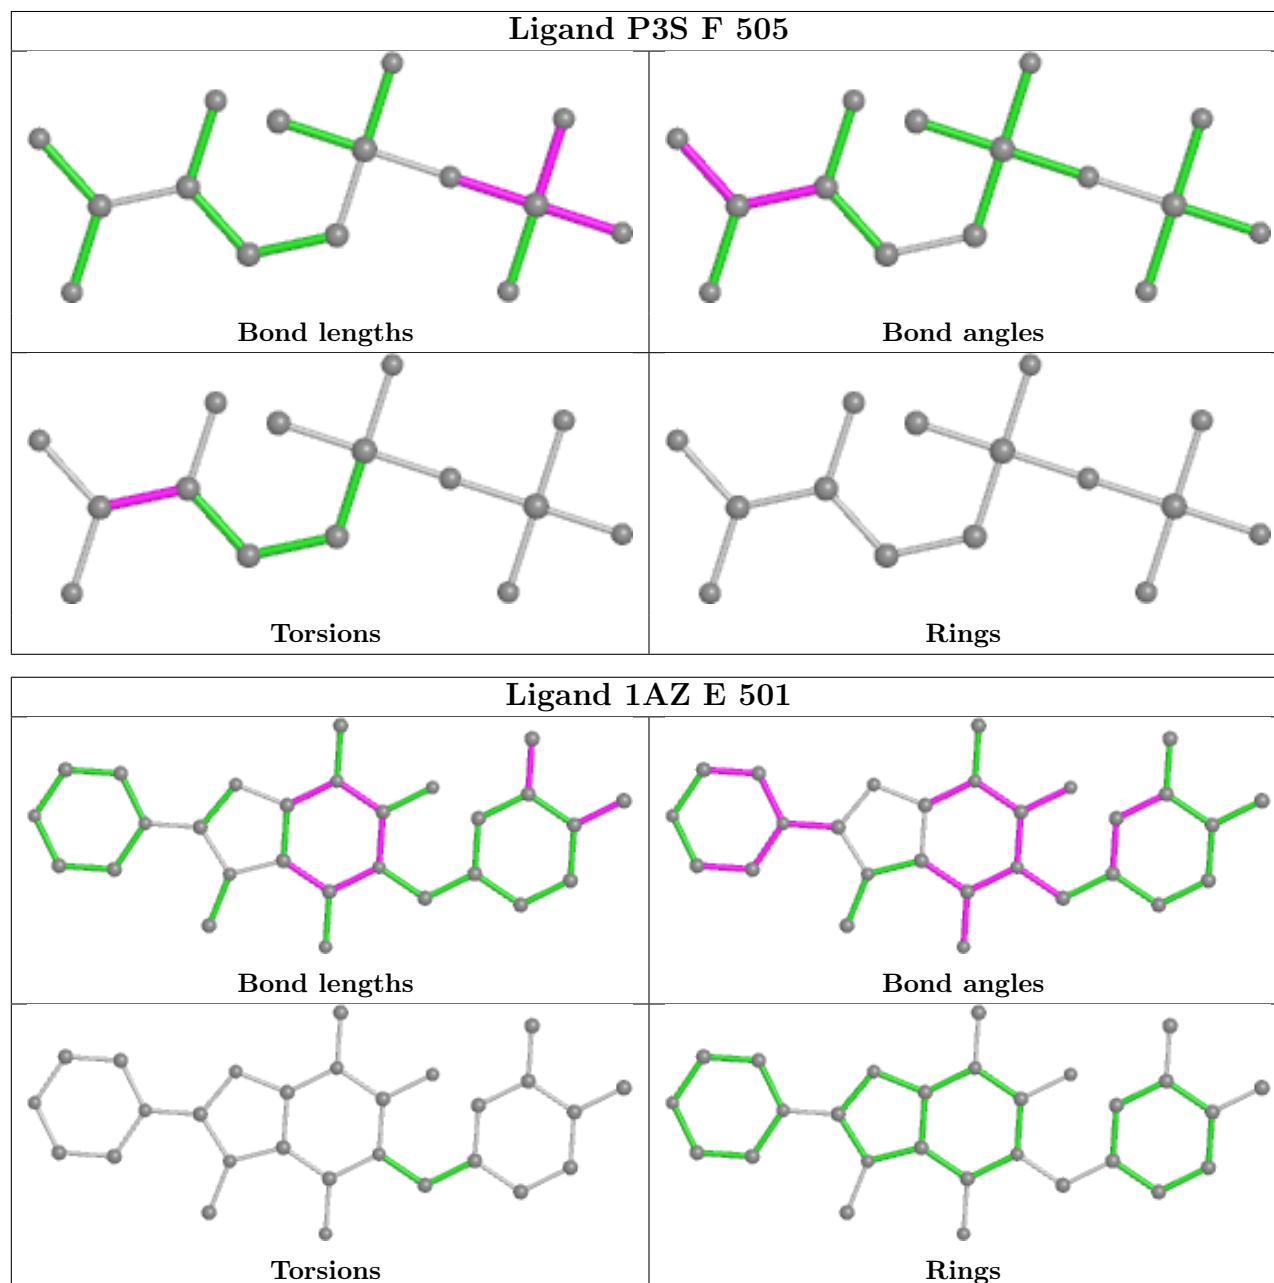 Ligand P3S F 505
Bond lengths
Bond angles
Torsions
Rings
Ligand 1AZ E 501
Bond lengths
Bond angles
Torsions
Rings